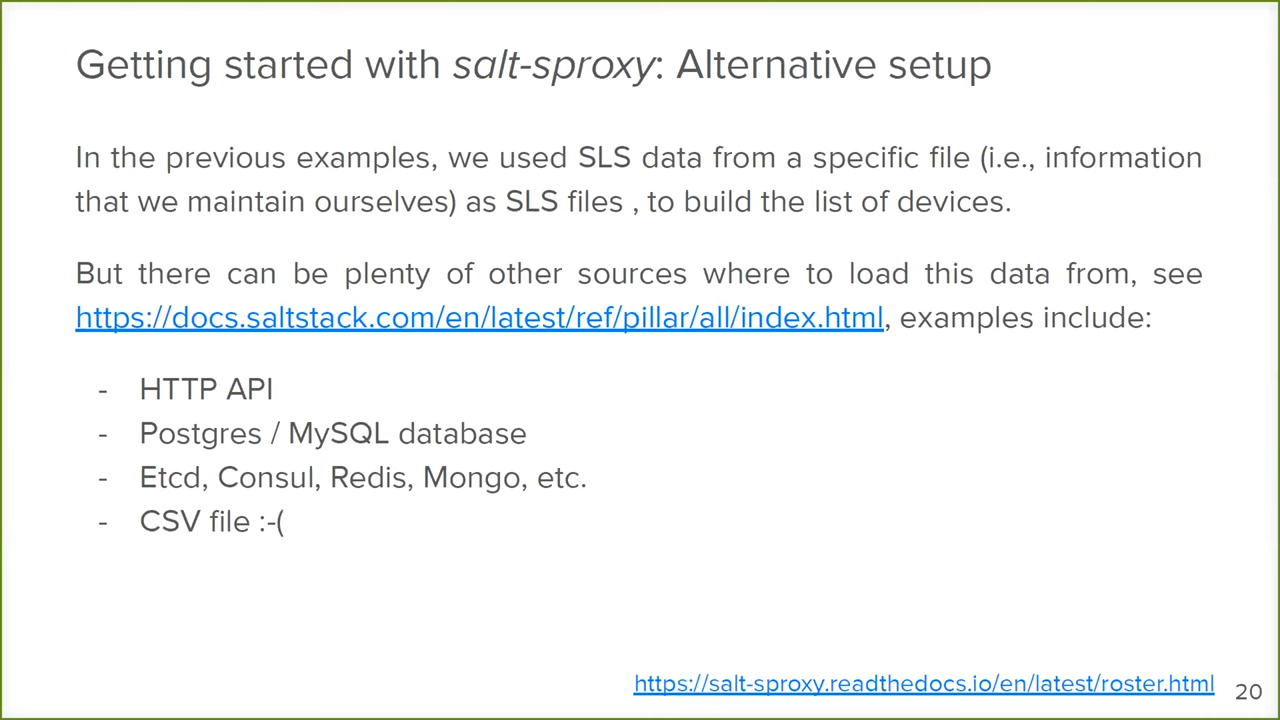 Getting started with salt-sproxy: Alternative setup
In the previous examples, we used SLS data from a specific file (i.e., information
that we maintain ourselves) as SLS files , to build the list of devices.
But there can be plenty of other sources where to load this data from, see
https://docs.saltstack.com/en/latest/ref/pillar/all/index.html, examples include:
- HTTP API
- Postgres / MySQL database
- Etcd, Consul, Redis, Mongo, etc.
- CSV file :-(
https://salt-sproxy.readthedocs.io/en/latest/roster.html
20